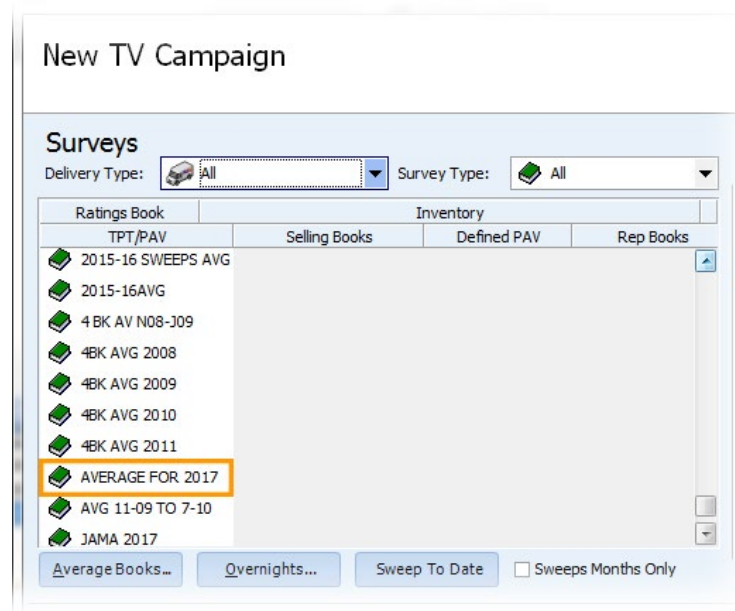 New TV Campaign
Surveys
Delivery Type: All Survey Type: All
Ratings Book Inventory
TPT/PAV Selling Books Defined PAV Rep Books
2015-16 SWEEPS AVG
2015-16AVG
4 BK AV N08-J09
4BK AVG 2008
4BK AVG 2009
4BK AVG 2010
4BK AVG 2011
AVERAGE FOR 2017
AVG 11-09 TO 7-10
JAMA 2017
Average Books... Overnights... Sweep To Date Sweeps Months Only